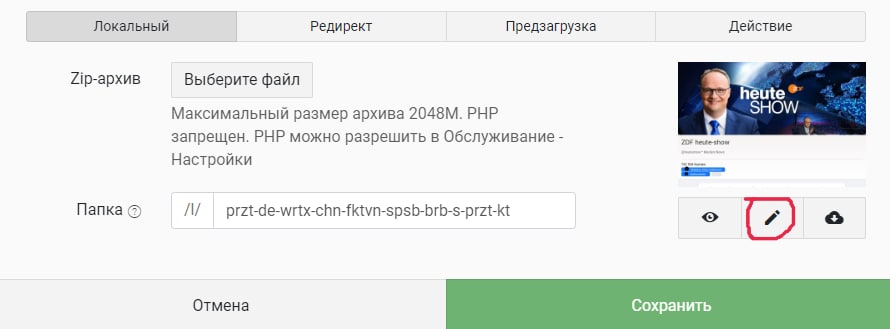 Локальный
Редирект
Предзагрузка
Действие
Zip-архив
Выберите файл
Максимальный размер архива 2048M. PHP
запрещен. PHP можно разрешить в Обслуживание -
Настройки
heute
SHOW
ZDF heute-show
Папка ?
/l/
przt-de-wrtx-chn-fktvn-spsb-brb-s-przt-kt
Отмена
Сохранить